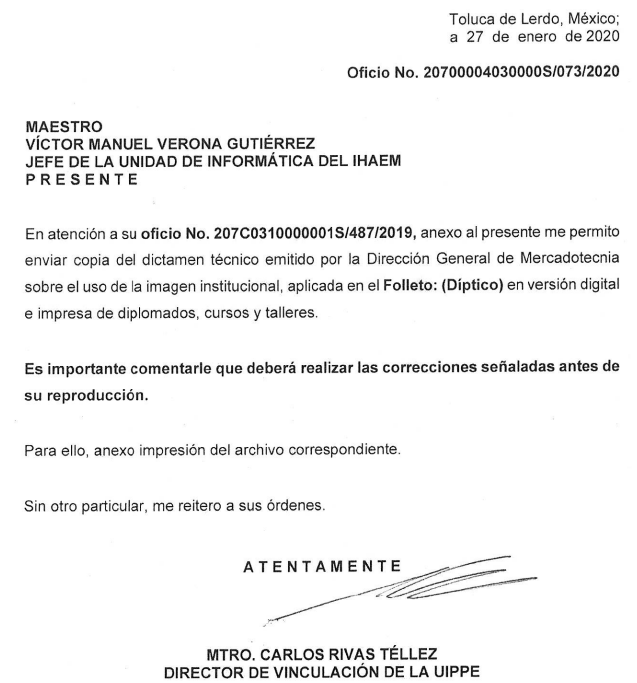 Toluca de Lerdo, México;
a 27 de enero de 2020
Oficio No. 20700004030000S/073/2020
MAESTRO
VÍCTOR MANUEL VERONA GUTIÉRREZ
JEFE DE LA UNIDAD DE INFORMÁTICA DEL IHAEM
P R E S E N T E
En atención a su oficio No. 207C0310000001S/487/2019, anexo al presente me permito
enviar copia del dictamen técnico emitido por la Dirección General de Mercadotecnia
sobre el uso de la imagen institucional, aplicada en el Folleto: (Díptico) en versión digital
e impresa de diplomados, cursos y talleres.
Es importante comentarle que deberá realizar las correcciones señaladas antes de
su reproducción.
Para ello, anexo impresión del archivo correspondiente.
Sin otro particular, me reitero a sus órdenes.
A T E N T A M E N T E
MTRO. CARLOS RIVAS TÉLLEZ
DIRECTOR DE VINCULACIÓN DE LA UIPPE